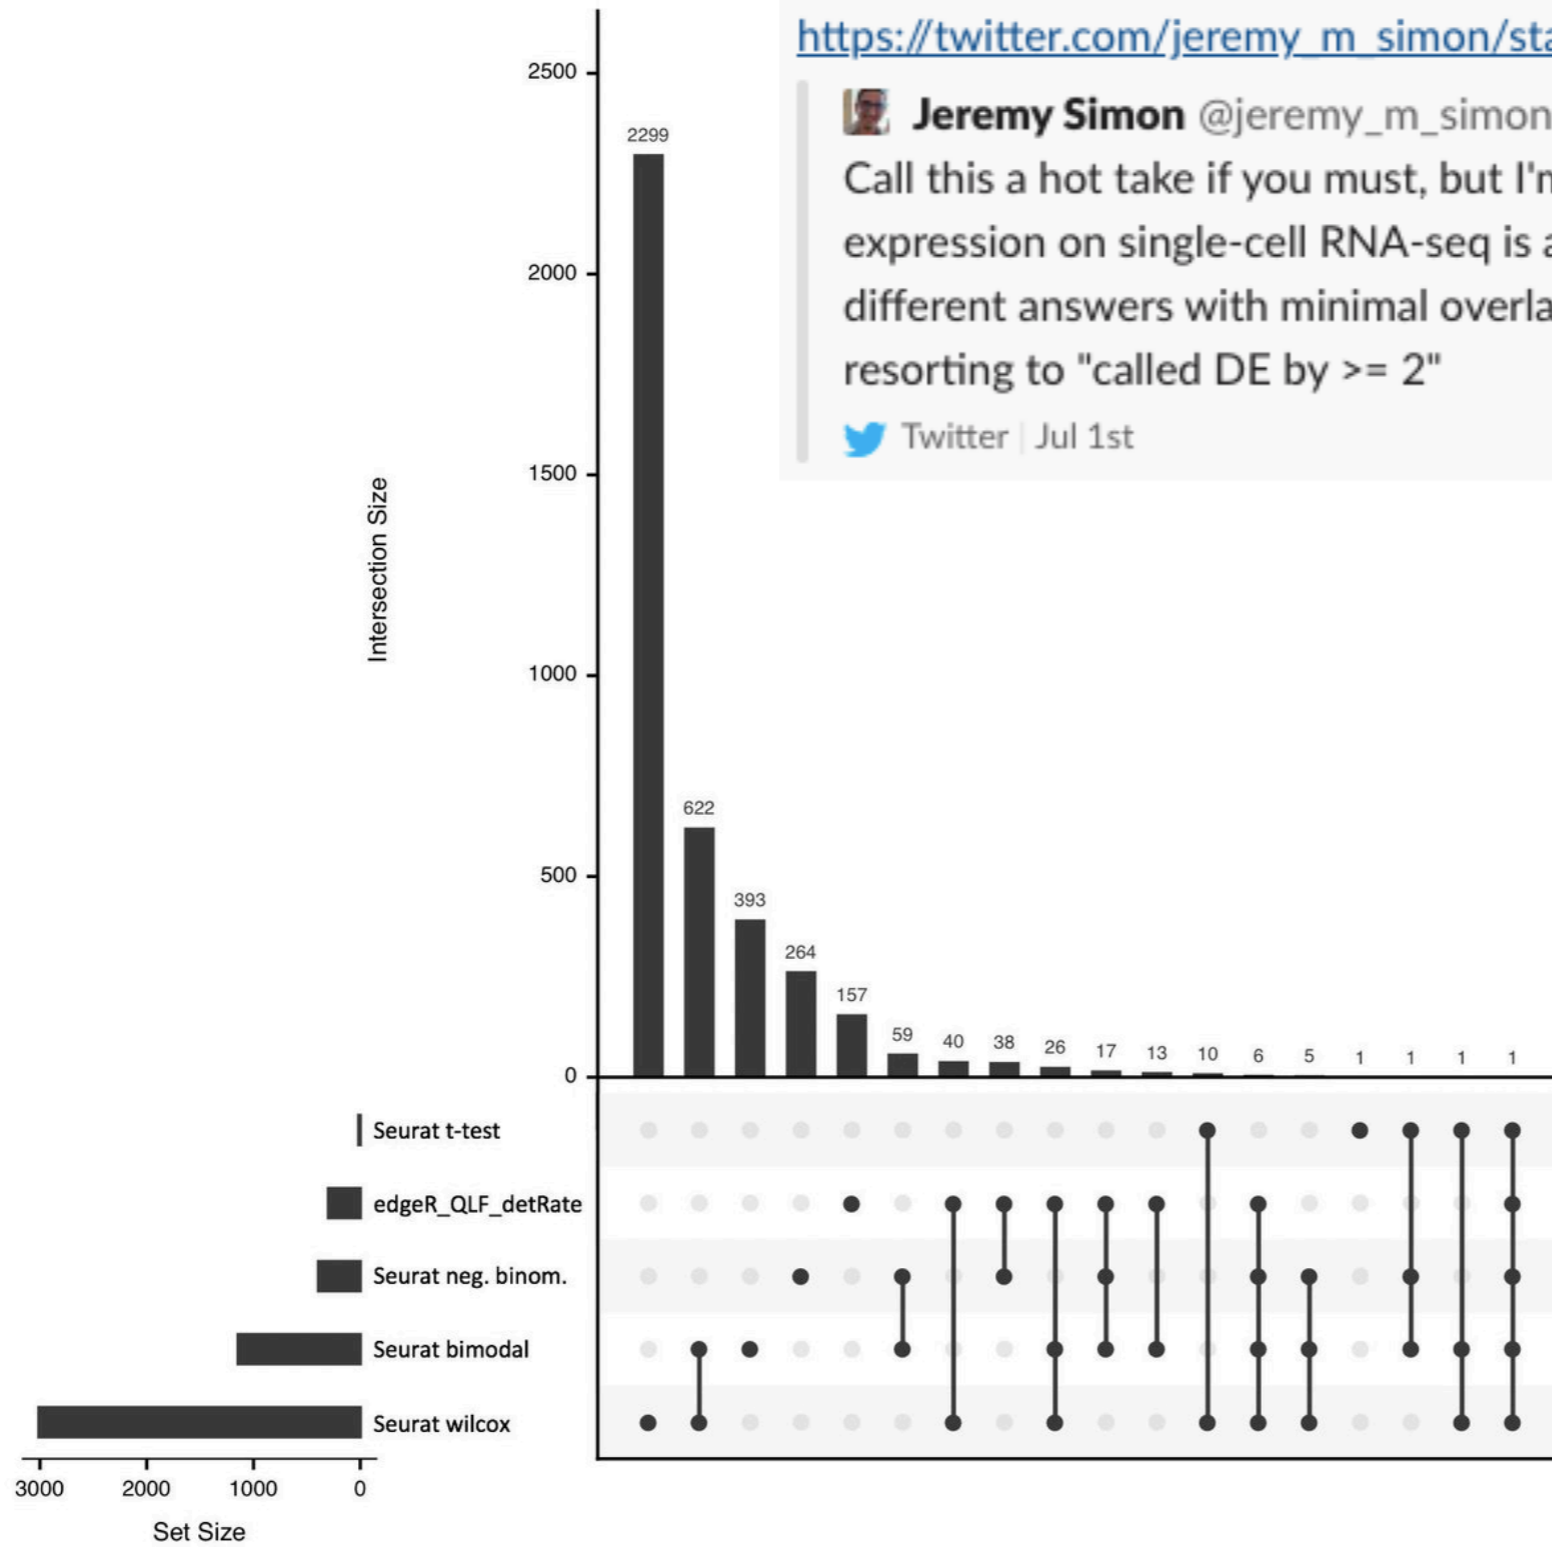 https://twitter.com/jeremy_m_simon/sta
Jeremy Simon @jeremy_m_simon
Call this a hot take if you must, but I'm
expression on single-cell RNA-seq is a
different answers with minimal overla
resorting to "called DE by >= 2"
Twitter | Jul 1st
2500
2000
1500
1000
500
0
Intersection Size
2299
622
393
264
157
59
40
38
26
17
13
10
6
5
1
1
1
1
Seurat t-test
edgeR_QLF_detRate
Seurat neg. binom.
Seurat bimodal
Seurat wilcox
3000 2000 1000 0
Set Size